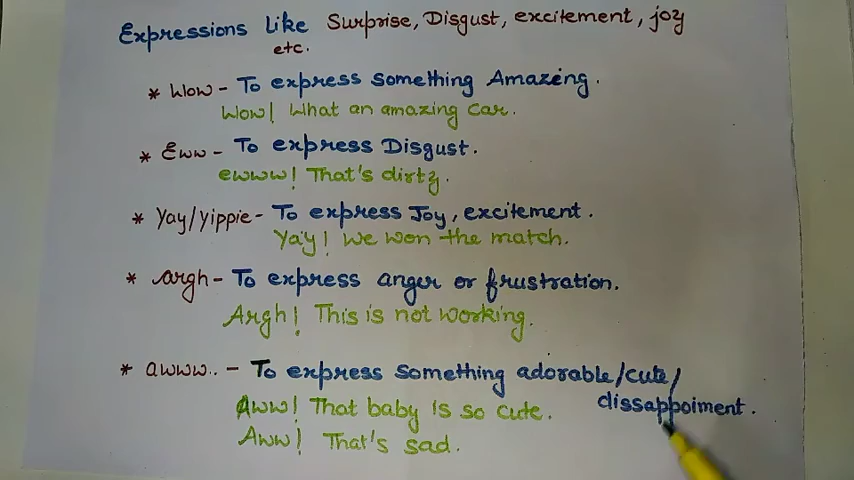 Expressions Like Surprise, Disgust, excitement, joy
etc.
* Wow - To express something Amazing.
Wow! What an amazing car.
* Eww - To express Disgust.
ewww! That's dirty.
* Yay/Yippie - To express Joy, excitement.
Yay! We won the match.
* Argh - To express anger or frustration.
Argh! This is not working.
* awww.. - To express something adorable/cute/
dissappoiment.
Aww! That baby is so cute.
Aww! That's sad.